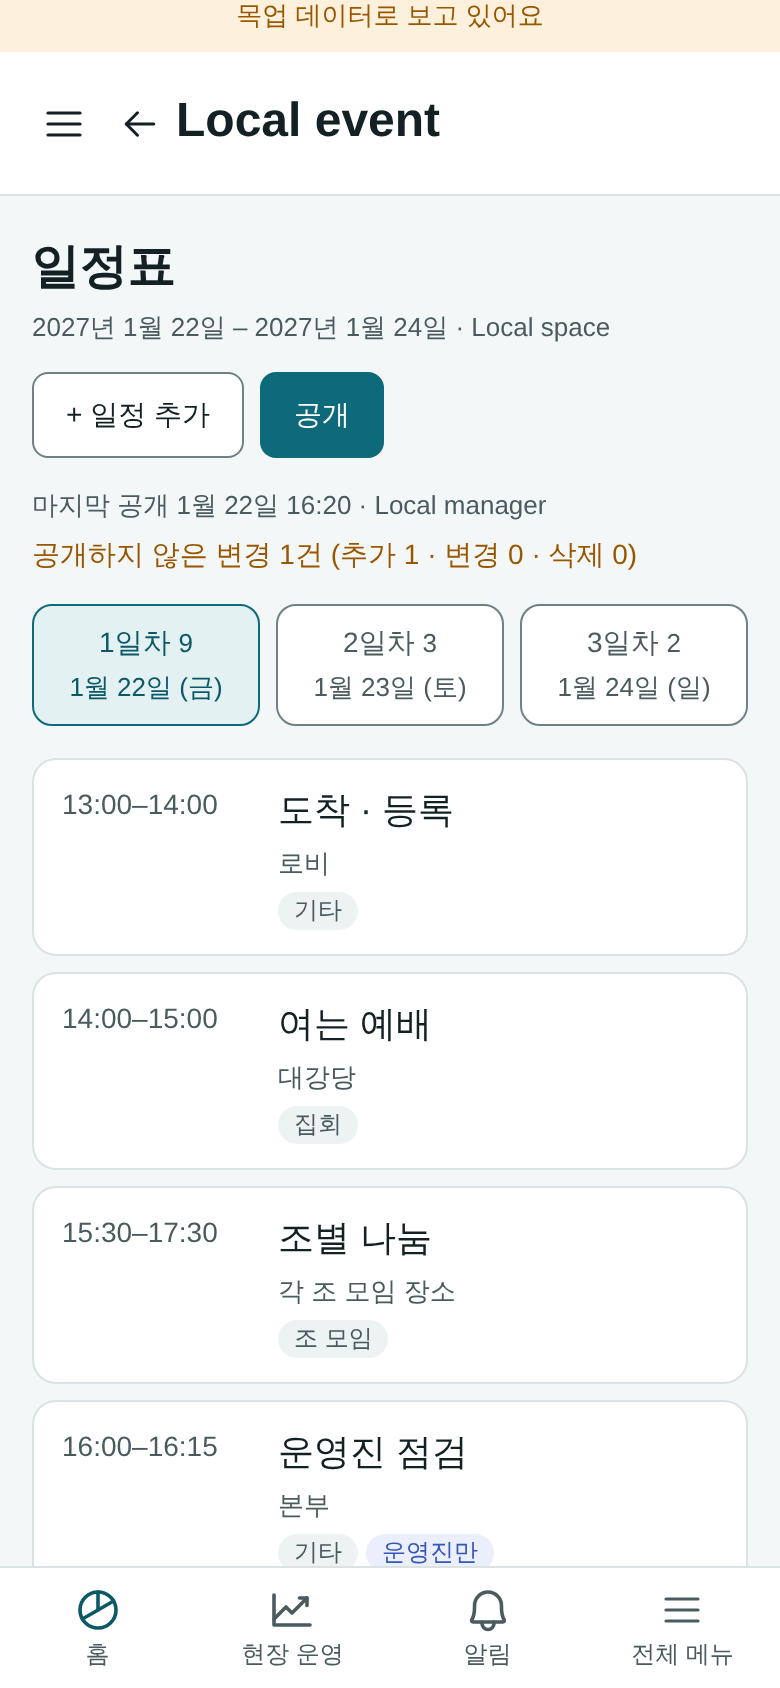 목업 데이터로 보고 있어요
Local event
일정표
2027년 1월 22일 – 2027년 1월 24일 · Local space
+ 일정 추가
공개
마지막 공개 1월 22일 16:20 · Local manager
공개하지 않은 변경 1건 (추가 1 · 변경 0 · 삭제 0)
1일차 9
1월 22일 (금)
2일차 3
1월 23일 (토)
3일차 2
1월 24일 (일)
13:00–14:00
도착 · 등록
로비
기타
14:00–15:00
여는 예배
대강당
집회
15:30–17:30
조별 나눔
각 조 모임 장소
조 모임
16:00–16:15
운영진 점검
본부
기타
운영진만
홈
현장 운영
알림
전체 메뉴